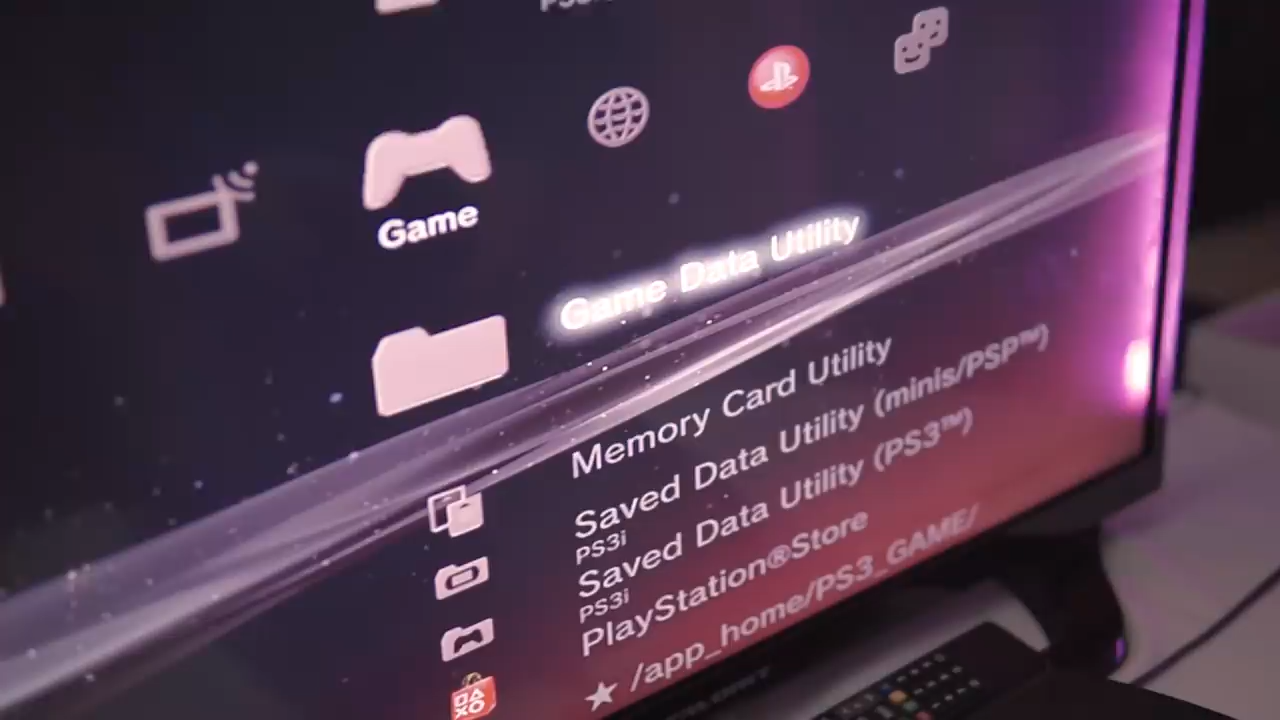 Game
Game Data Utility
Memory Card Utility
Saved Data Utility (minis/PSP™)
PS3i
Saved Data Utility (PS3™)
PS3i
PlayStation®Store
★ /app_home/PS3_GAME/